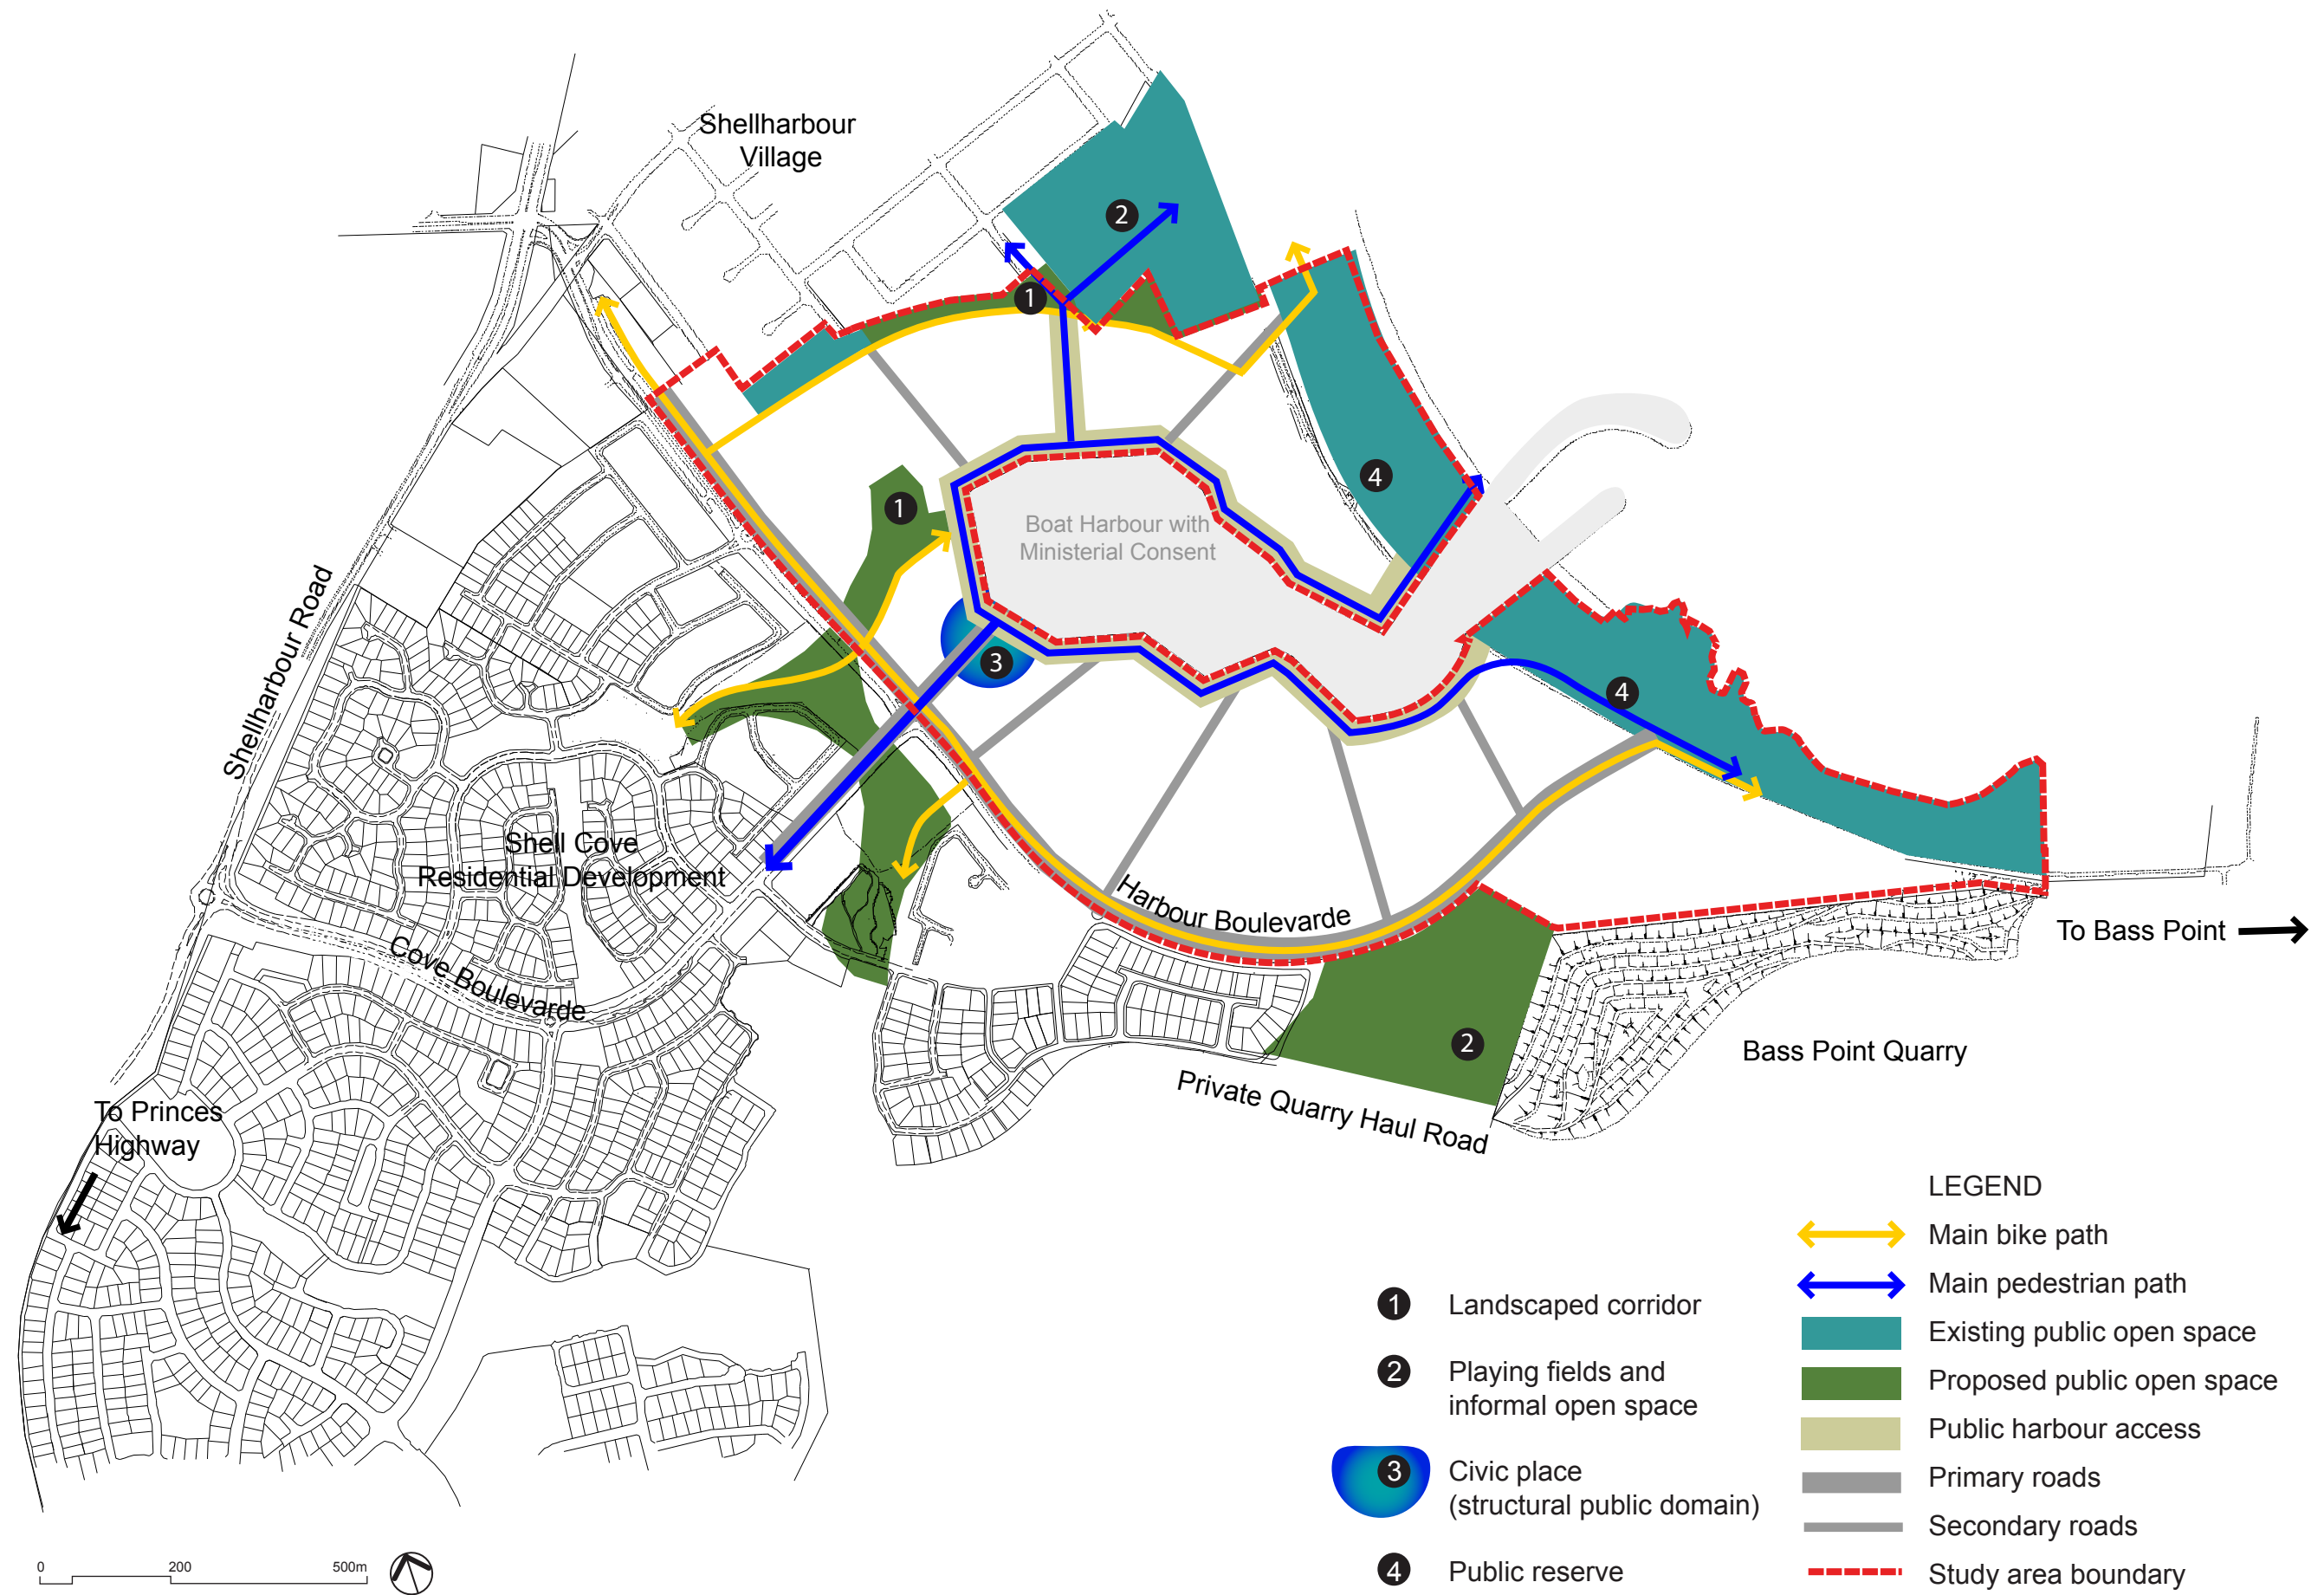 Shellharbour
Village
2
1
4
1
Boat Harbour with
Ministerial Consent
3
4
Shellharbour Road
Shell Cove
Residential Development
Harbour Boulevarde
To Bass Point
Cove Boulevarde
2
Bass Point Quarry
Private Quarry Haul Road
To Princes
Highway
LEGEND
Main bike path
Main pedestrian path
Existing public open space
Proposed public open space
Public harbour access
Primary roads
Secondary roads
Study area boundary
1 Landscaped corridor
2 Playing fields and
informal open space
3 Civic place
(structural public domain)
4 Public reserve
0 200 500m